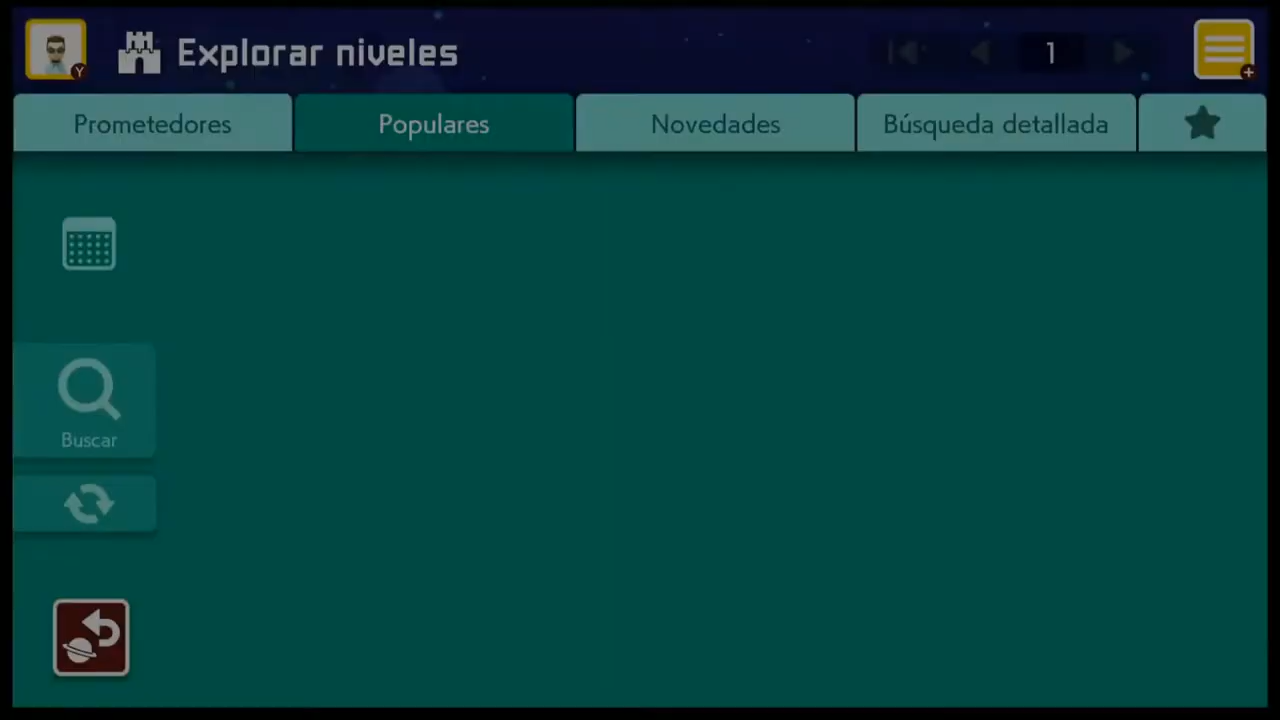 Y
Explorar niveles
1
+
Prometedores
Populares
Novedades
Búsqueda detallada
Buscar